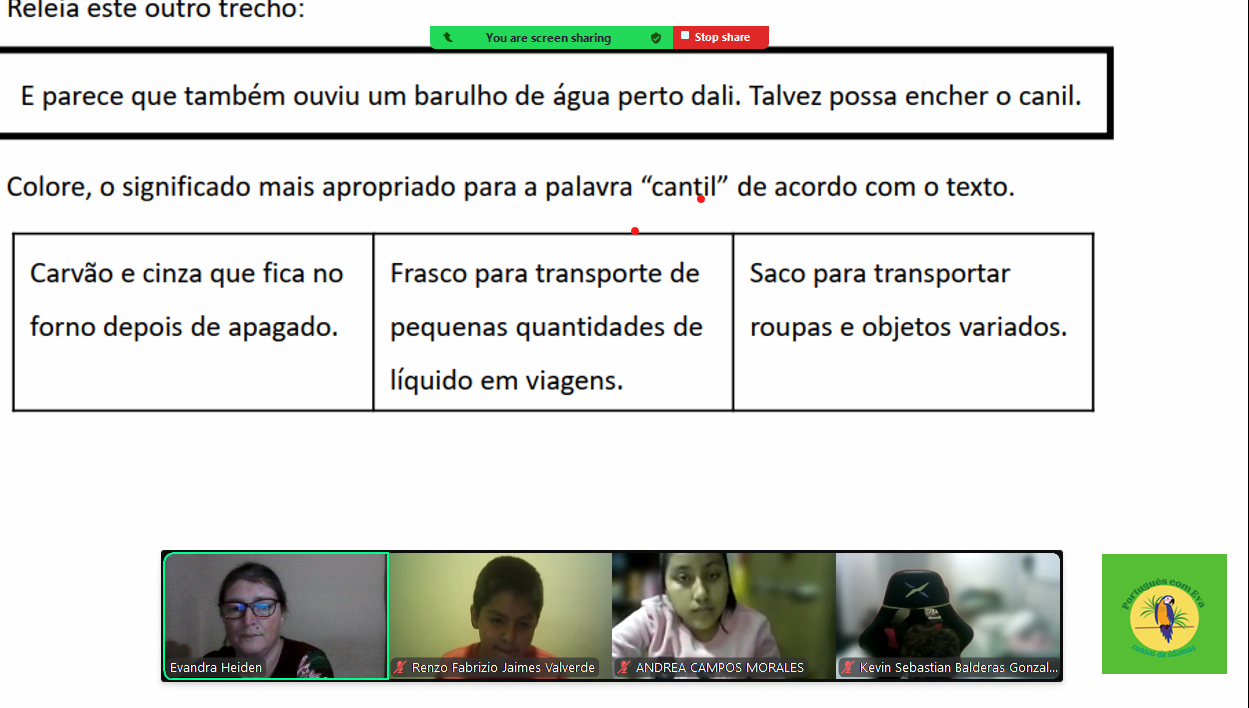 Releia este outro trecho:
You are screen sharing
Stop share
E parece que também ouviu um barulho de água perto dali. Talvez possa encher o canil.
Colore, o significado mais apropriado para a palavra “cantil” de acordo com o texto.
Carvão e cinza que fica no
forno depois de apagado.
Frasco para transporte de
pequenas quantidades de
líquido em viagens.
Saco para transportar
roupas e objetos variados.
Evandra Heiden
Renzo Fabrizio Jaimes Valverde
ANDREA CAMPOS MORALES
Kevin Sebastian Balderas Gonzal...
Português com Eva
cursos de idiomas